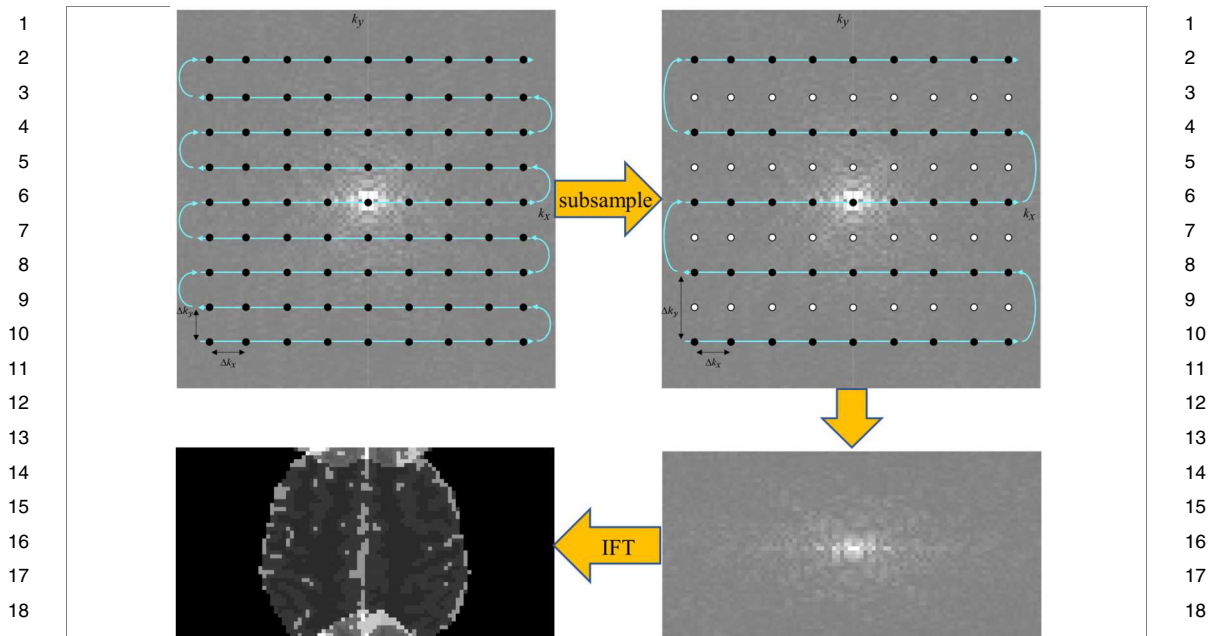 1 1
k_y k_y
2 2
3 3
4 4
5 5
6 subsample 6
k_x k_x
7 7
8 8
9 9
Δk_y Δk_y
10 10
Δk_x Δk_x
11 11
12 12
13 13
14 14
15 15
16 IFT 16
17 17
18 18